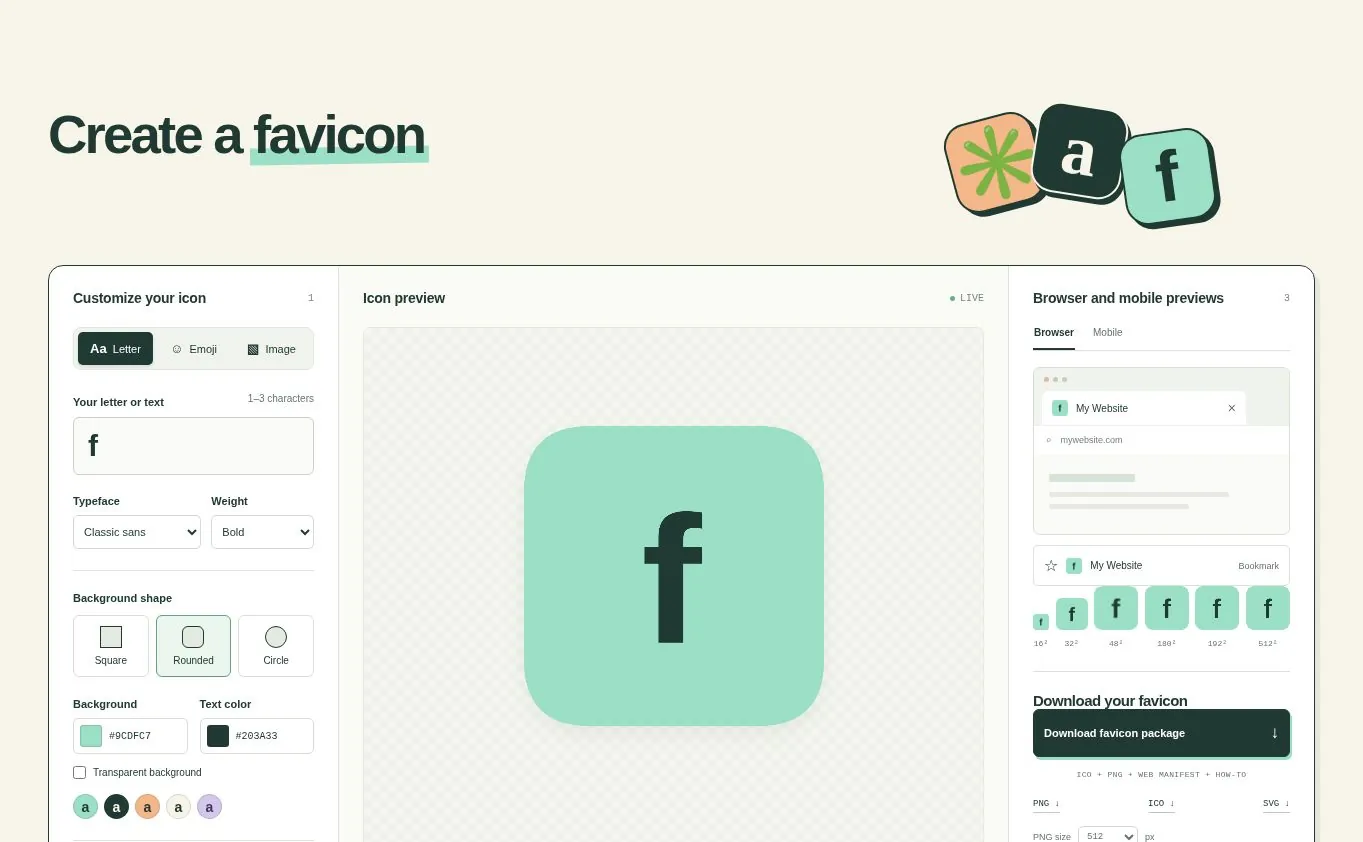 Create a favicon
a
f
Customize your icon
1
Aa Letter
Emoji
Image
Your letter or text
1–3 characters
f
Typeface
Weight
Classic sans
Bold
Background shape
Square
Rounded
Circle
Background
Text color
#9CDFC7
#203A33
Transparent background
a a a a a
Icon preview
LIVE
f
Browser and mobile previews
3
Browser
Mobile
f My Website ×
mywebsite.com
f My Website Bookmark
f f f f f f
16² 32² 48² 180² 192² 512²
Download your favicon
Download favicon package ↓
ICO + PNG + WEB MANIFEST + HOW-TO
PNG ↓ ICO ↓ SVG ↓
PNG size 512 px